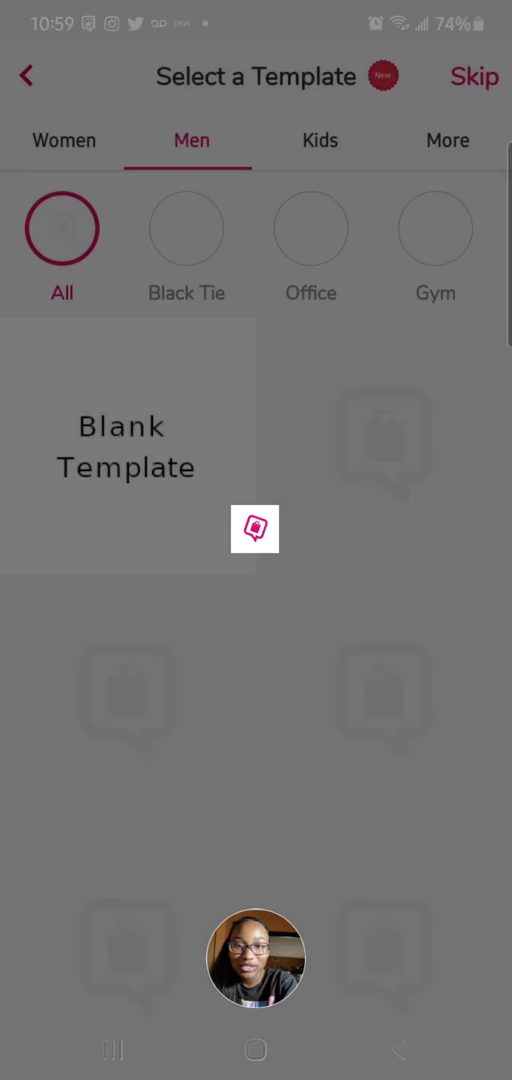 10:59
74%
Select a Template
New
Skip
Women
Men
Kids
More
All
Black Tie
Office
Gym
Blank
Template